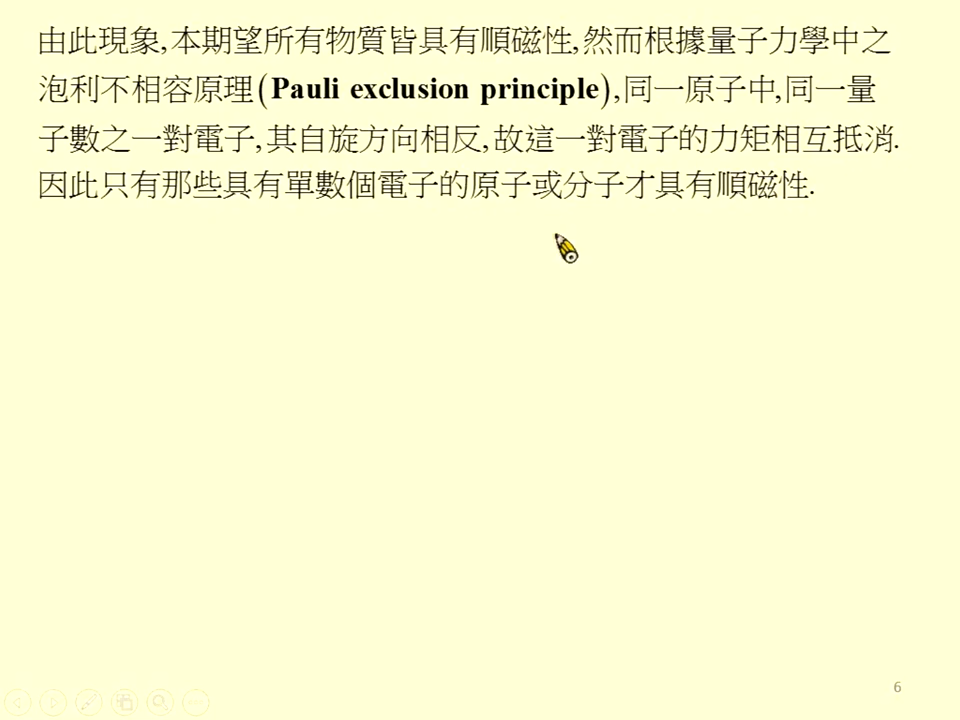 由此現象,本期望所有物質皆具有順磁性,然而根據量子力學中之
泡利不相容原理(Pauli exclusion principle),同一原子中,同一量
子數之一對電子,其自旋方向相反,故這一對電子的力矩相互抵消.
因此只有那些具有單數個電子的原子或分子才具有順磁性.
6